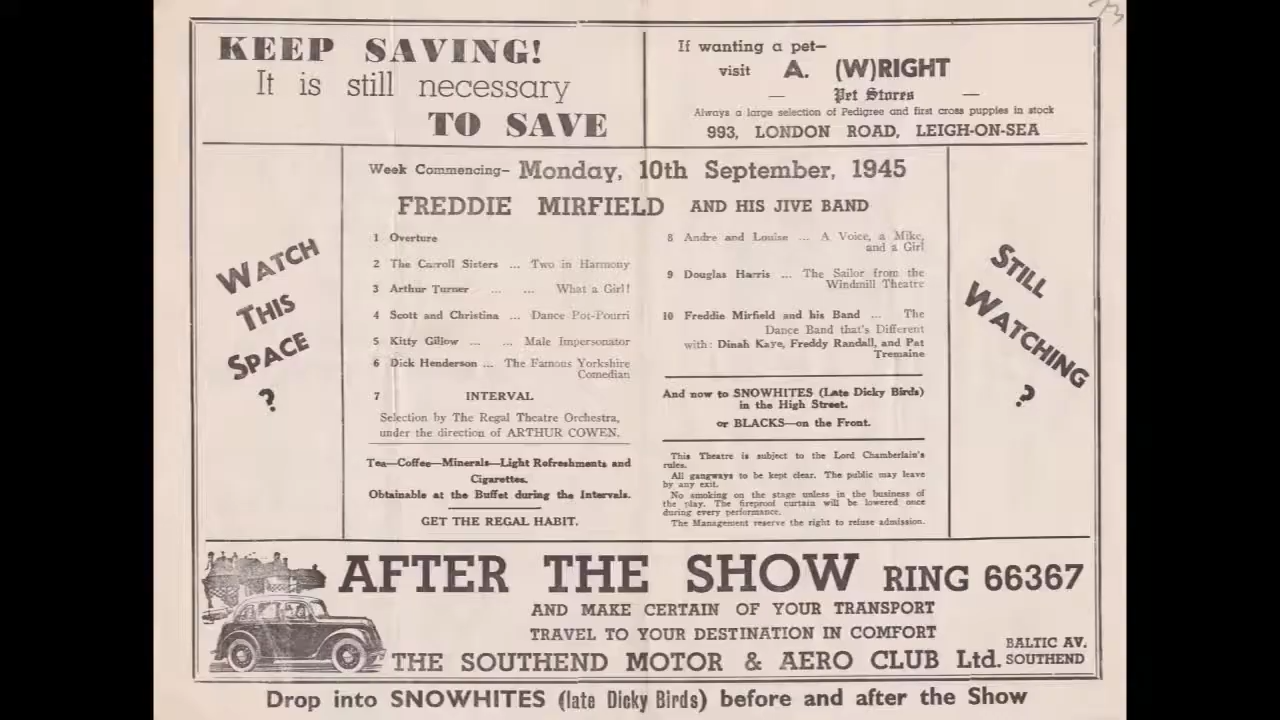 73
KEEP SAVING!
It is still necessary
TO SAVE
If wanting a pet—
visit A. (W)RIGHT
— Pet Stores —
Always a large selection of Pedigree and first cross puppies in stock
993, LONDON ROAD, LEIGH-ON-SEA
WATCH
THIS
SPACE
?
Week Commencing— Monday, 10th September, 1945
FREDDIE MIRFIELD AND HIS JIVE BAND
1 Overture
2 The Carroll Sisters ... Two in Harmony
3 Arthur Turner ... ... What a Girl!
4 Scott and Christina ... Dance Pot-Pourri
5 Kitty Gillow ... ... Male Impersonator
6 Dick Henderson ... The Famous Yorkshire
Comedian
7 INTERVAL
Selection by The Regal Theatre Orchestra,
under the direction of ARTHUR COWEN.
Tea—Coffee—Minerals—Light Refreshments and
Cigarettes.
Obtainable at the Buffet during the Intervals.
GET THE REGAL HABIT.
8 Andre and Louise ... A Voice, a Mike,
and a Girl
9 Douglas Harris ... The Sailor from the
Windmill Theatre
10 Freddie Mirfield and his Band ... The
Dance Band that's Different
with: Dinah Kaye, Freddy Randall, and Pat
Tremaine
And now to SNOWHITES (Late Dicky Birds)
in the High Street.
or BLACKS—on the Front.
This Theatre is subject to the Lord Chamberlain's
rules.
All gangways to be kept clear. The public may leave
by any exit.
No smoking on the stage unless in the business of
the play. The fireproof curtain will be lowered once
during every performance.
The Management reserve the right to refuse admission.
STILL
WATCHING
?
AFTER THE SHOW RING 66367
AND MAKE CERTAIN OF YOUR TRANSPORT
TRAVEL TO YOUR DESTINATION IN COMFORT
THE SOUTHEND MOTOR & AERO CLUB Ltd. BALTIC AV.
SOUTHEND
Drop into SNOWHITES (late Dicky Birds) before and after the Show